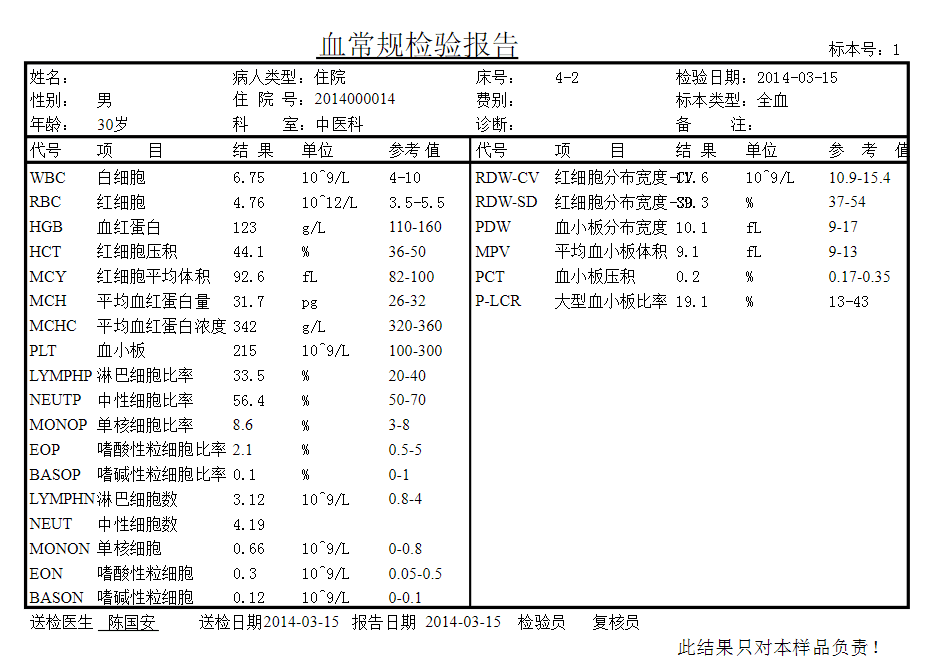 血常规检验报告
标本号：1
姓名： 病人类型：住院 床号： 4-2 检验日期：2014-03-15
性别： 男 住 院 号：2014000014 费别： 标本类型：全血
年龄： 30岁 科 室：中医科 诊断： 备 注：
代号 项 目 结 果 单位 参考 值 代号 项 目 结 果 单位 参 考 值
WBC 白细胞 6.75 10^9/L 4-10 RDW-CV 红细胞分布宽度-CV 10^9/L 10.9-15.4
RBC 红细胞 4.76 10^12/L 3.5-5.5 RDW-SD 红细胞分布宽度-SD % 37-54
HGB 血红蛋白 123 g/L 110-160 PDW 血小板分布宽度 10.1 fL 9-17
HCT 红细胞压积 44.1 % 36-50 MPV 平均血小板体积 9.1 fL 9-13
MCY 红细胞平均体积 92.6 fL 82-100 PCT 血小板压积 0.2 % 0.17-0.35
MCH 平均血红蛋白量 31.7 pg 26-32 P-LCR 大型血小板比率 19.1 % 13-43
MCHC 平均血红蛋白浓度 342 g/L 320-360
PLT 血小板 215 10^9/L 100-300
LYMPHP 淋巴细胞比率 33.5 % 20-40
NEUTP 中性细胞比率 56.4 % 50-70
MONOP 单核细胞比率 8.6 % 3-8
EOP 嗜酸性粒细胞比率 2.1 % 0.5-5
BASOP 嗜碱性粒细胞比率 0.1 % 0-1
LYMPHN 淋巴细胞数 3.12 10^9/L 0.8-4
NEUT 中性细胞数 4.19
MONON 单核细胞 0.66 10^9/L 0-0.8
EON 嗜酸性粒细胞 0.3 10^9/L 0.05-0.5
BASON 嗜碱性粒细胞 0.12 10^9/L 0-0.1
送检医生 陈国安 送检日期2014-03-15 报告日期 2014-03-15 检验员 复核员
此结果只对本样品负责！